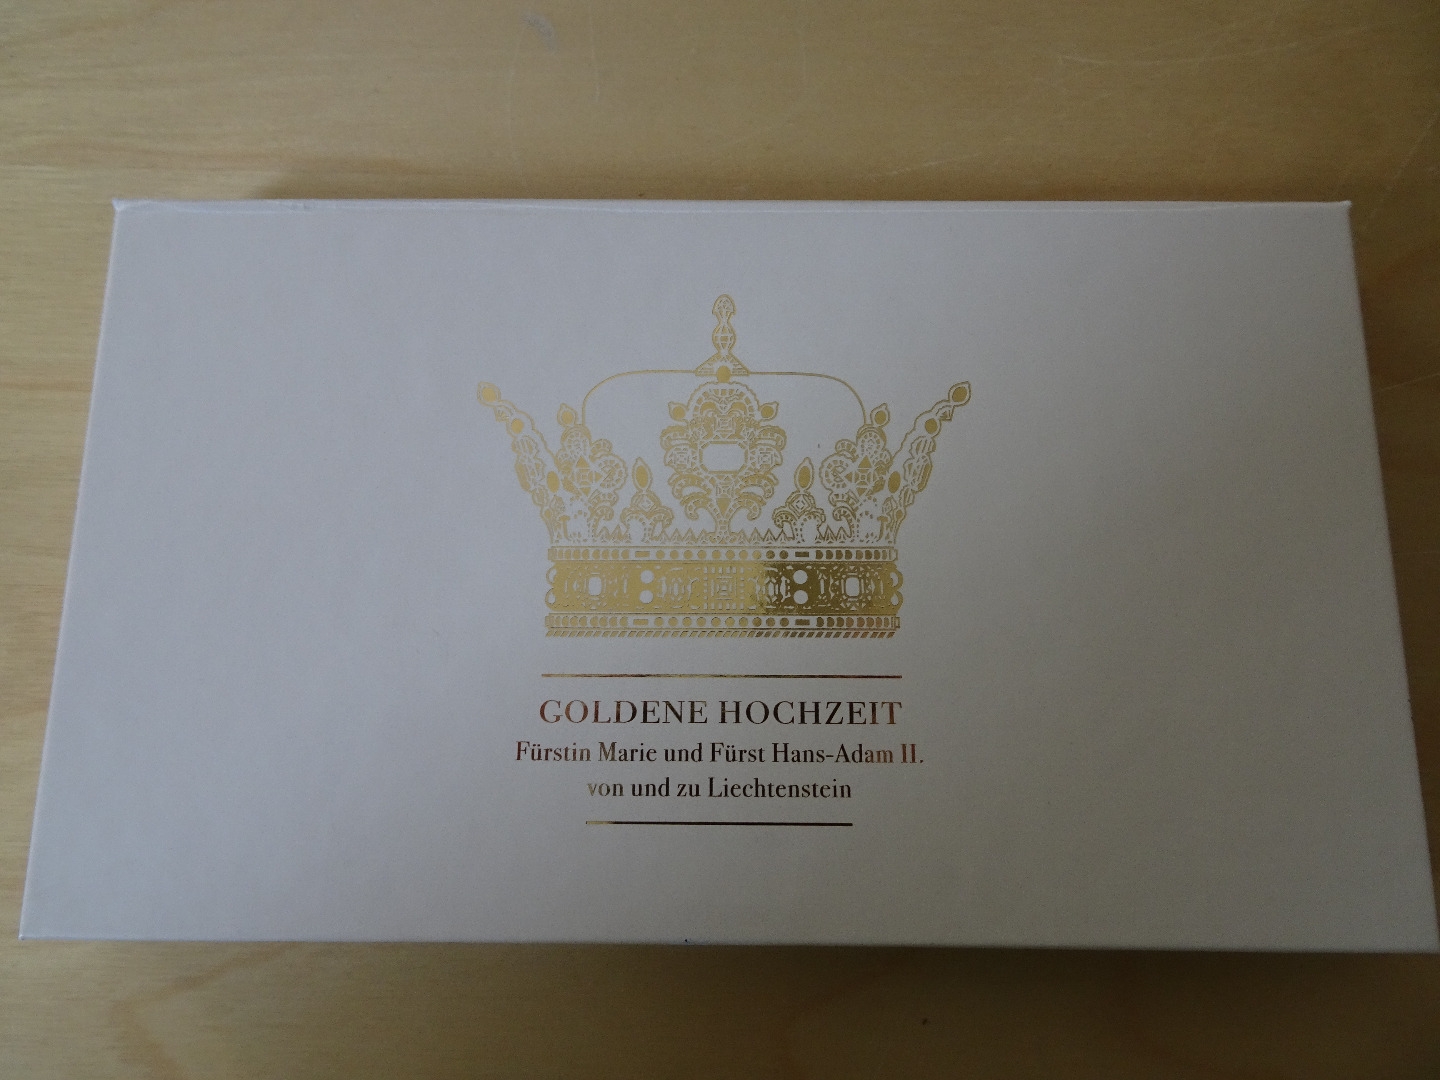 GOLDENE HOCHZEIT
Fürstin Marie und Fürst Hans-Adam II.
von und zu Liechtenstein